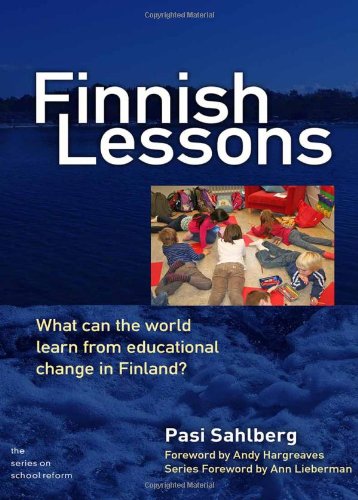 Copyrighted Material
Finnish
Lessons
What can the world
learn from educational
change in Finland?
Pasi Sahlberg
Foreword by Andy Hargreaves
Series Foreword by Ann Lieberman
the
series on
school reform
Copyrighted Material